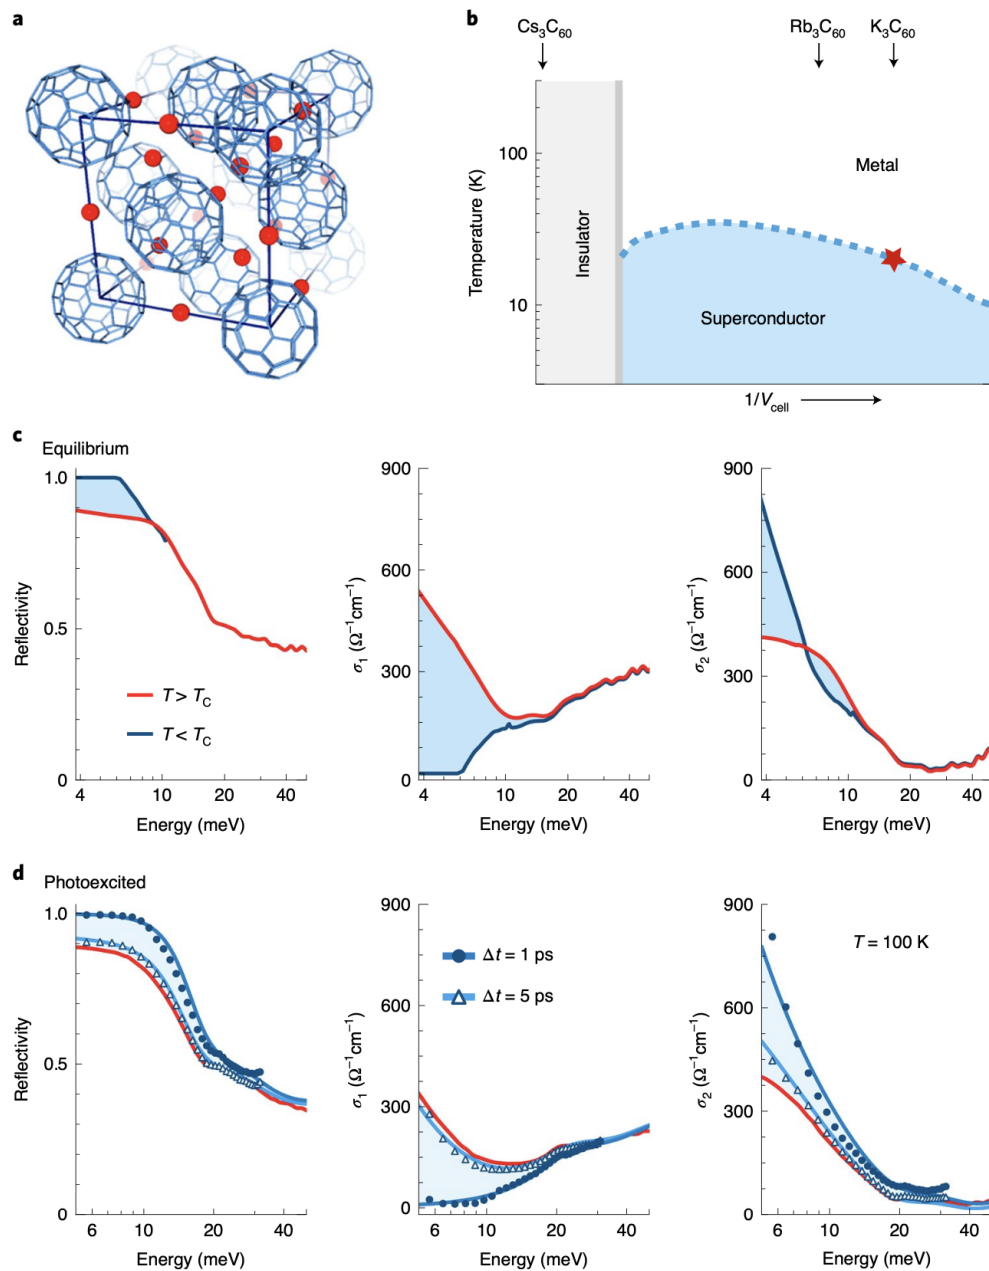 a
b
Cs₃C₆₀
Rb₃C₆₀
K₃C₆₀
Temperature (K)
100
10
Insulator
Metal
Superconductor
1/V_cell
c
Equilibrium
Reflectivity
1.0
0.5
0
T > T_C
T < T_C
4
10
20
40
Energy (meV)
σ₁ (Ω⁻¹cm⁻¹)
900
600
300
0
4
10
20
40
Energy (meV)
σ₂ (Ω⁻¹cm⁻¹)
900
600
300
0
4
10
20
40
Energy (meV)
d
Photoexcited
Reflectivity
1.0
0.5
0
6
10
20
40
Energy (meV)
σ₁ (Ω⁻¹cm⁻¹)
900
600
300
0
Δt = 1 ps
Δt = 5 ps
6
10
20
40
Energy (meV)
σ₂ (Ω⁻¹cm⁻¹)
900
600
300
0
T = 100 K
6
10
20
40
Energy (meV)